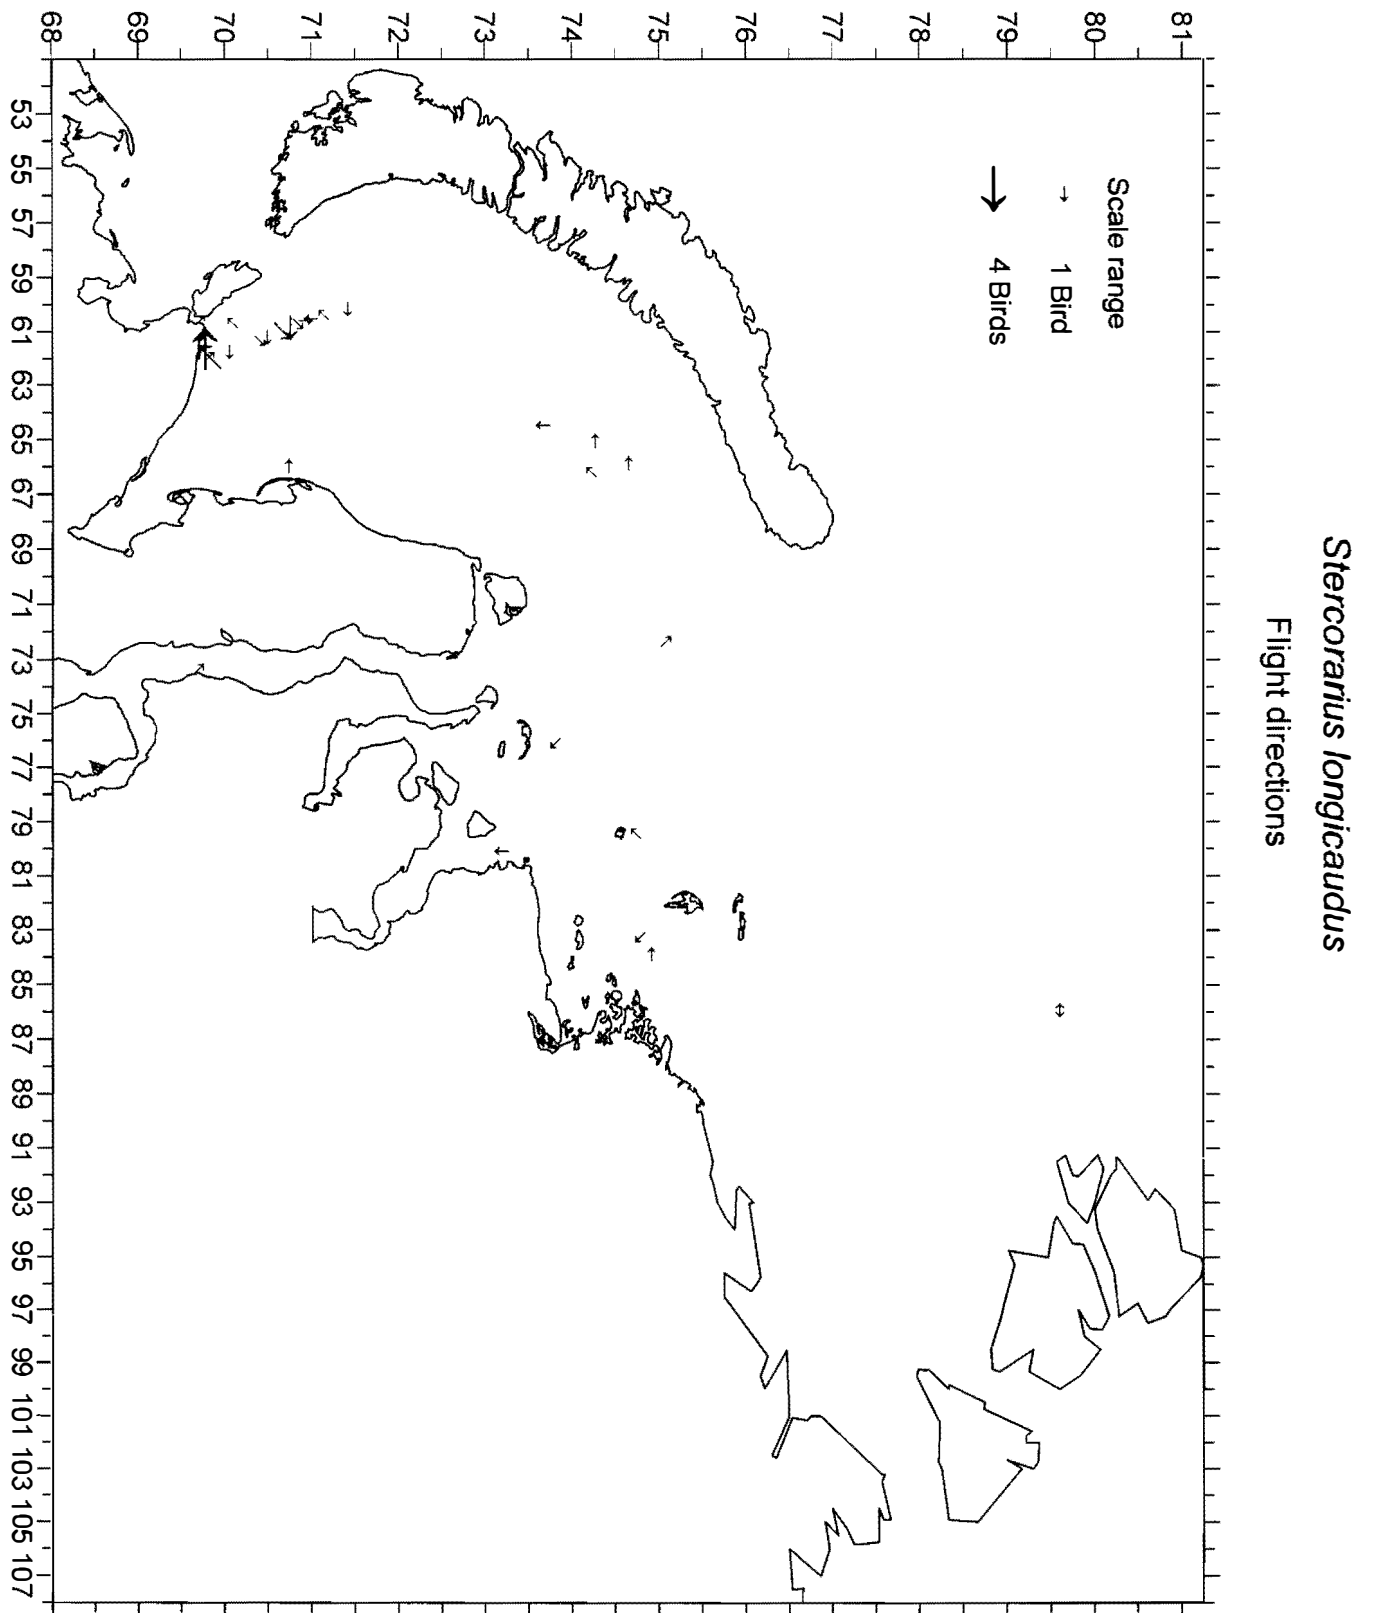 Stercorarius longicaudus
Flight directions
Scale range
1 Bird
4 Birds
81
80
79
78
77
76
75
74
73
72
71
70
69
68
53 55 57 59 61 63 65 67 69 71 73 75 77 79 81 83 85 87 89 91 93 95 97 99 101 103 105 107